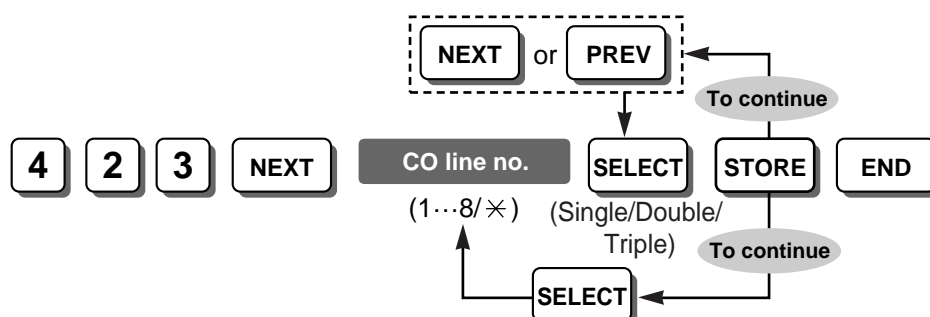 NEXT or PREV
To continue
4 2 3 NEXT CO line no. SELECT STORE END
(1···8/✳) (Single/Double/
Triple)
To continue
SELECT